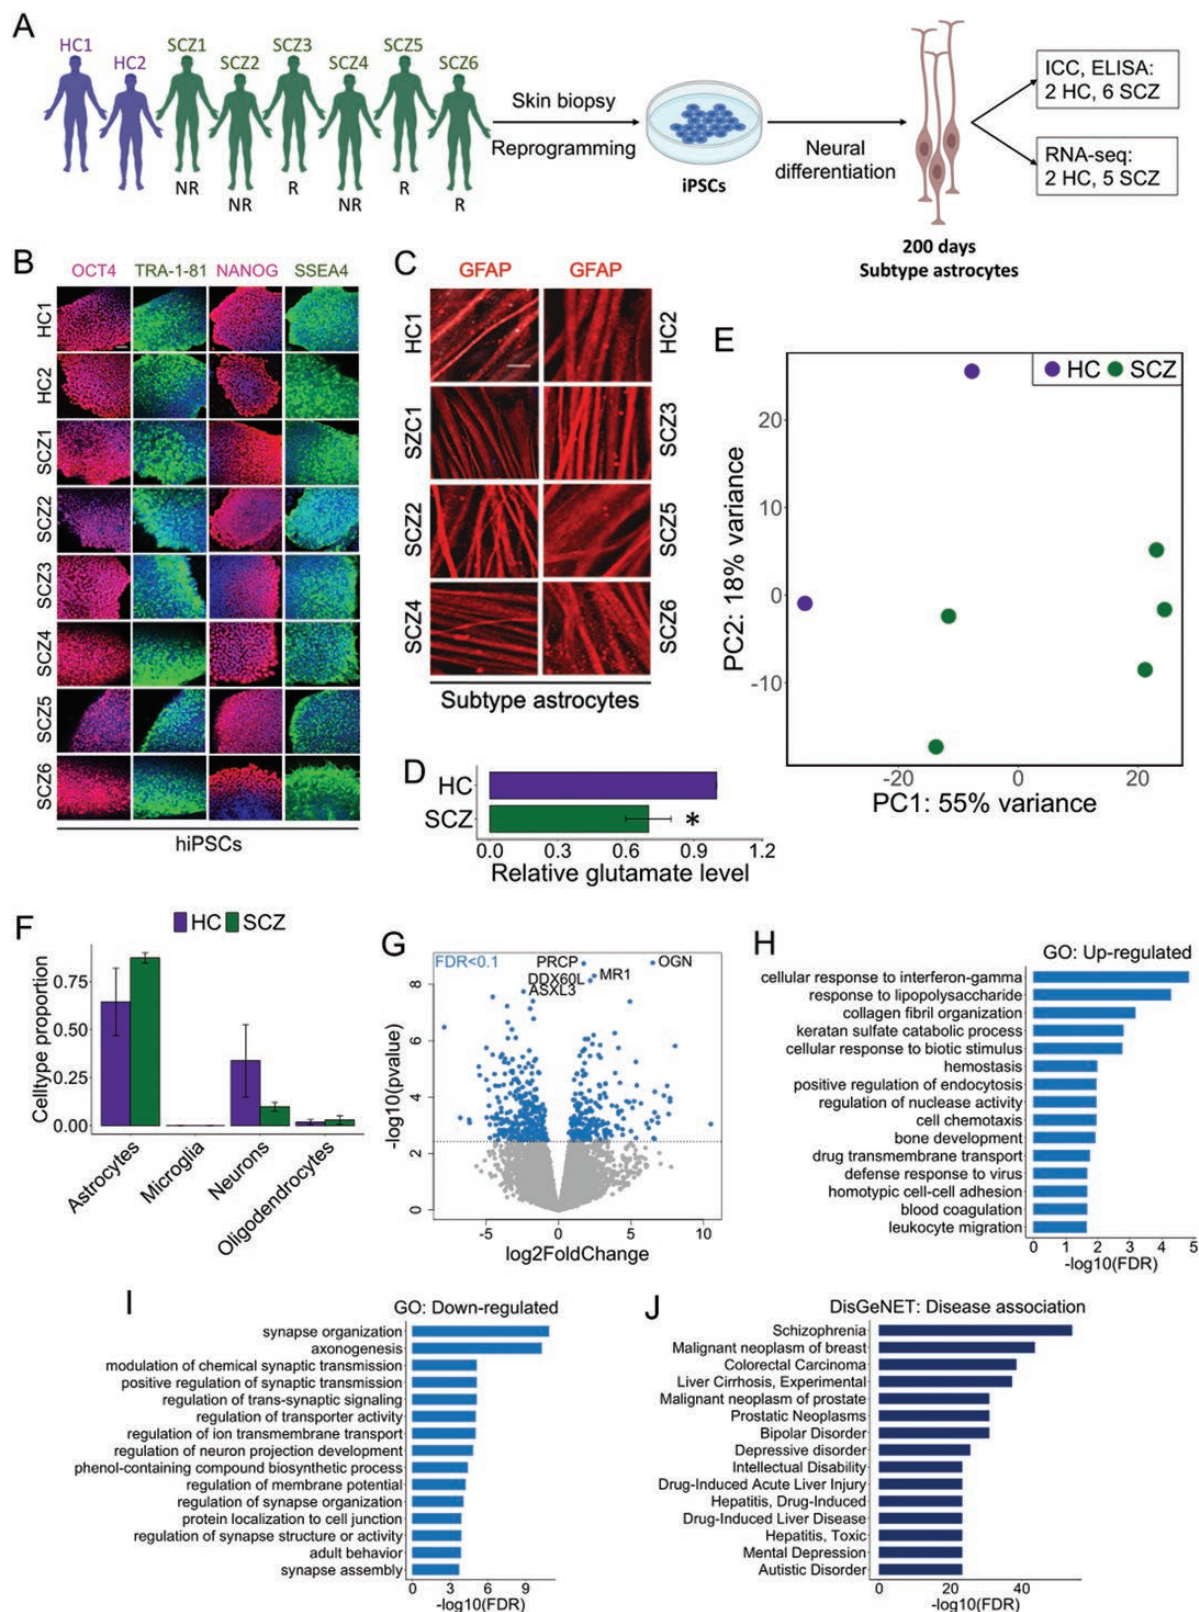 A
HC1
HC2
SCZ1
SCZ2
SCZ3
SCZ4
SCZ5
SCZ6
NR
NR
R
NR
R
R
Skin biopsy
Reprogramming
iPSCs
Neural
differentiation
200 days
Subtype astrocytes
ICC, ELISA:
2 HC, 6 SCZ
RNA-seq:
2 HC, 5 SCZ
B
OCT4 TRA-1-81 NANOG SSEA4
HC1
HC2
SCZ1
SCZ2
SCZ3
SCZ4
SCZ5
SCZ6
hiPSCs
C
GFAP GFAP
HC1
HC2
SZC1
SCZ3
SCZ2
SCZ5
SCZ4
SCZ6
Subtype astrocytes
D
HC
SCZ
*
0.0 0.3 0.6 0.9 1.2
Relative glutamate level
E
HC SCZ
PC2: 18% variance
20
10
0
-10
-20 0 20
PC1: 55% variance
F
HC SCZ
Celltype proportion
0.75
0.50
0.25
0.00
Astrocytes
Microglia
Neurons
Oligodendrocytes
G
FDR<0.1
PRCP
OGN
DDX60L
MR1
ASXL3
-log10(pvalue)
8
6
4
2
0
-5 0 5 10
log2FoldChange
H
GO: Up-regulated
cellular response to interferon-gamma
response to lipopolysaccharide
collagen fibril organization
keratan sulfate catabolic process
cellular response to biotic stimulus
hemostasis
positive regulation of endocytosis
regulation of nuclease activity
cell chemotaxis
bone development
drug transmembrane transport
defense response to virus
homotypic cell-cell adhesion
blood coagulation
leukocyte migration
0 1 2 3 4 5
-log10(FDR)
I
GO: Down-regulated
synapse organization
axonogenesis
modulation of chemical synaptic transmission
positive regulation of synaptic transmission
regulation of trans-synaptic signaling
regulation of transporter activity
regulation of ion transmembrane transport
regulation of neuron projection development
phenol-containing compound biosynthetic process
regulation of membrane potential
regulation of synapse organization
protein localization to cell junction
regulation of synapse structure or activity
adult behavior
synapse assembly
0 3 6 9
-log10(FDR)
J
DisGeNET: Disease association
Schizophrenia
Malignant neoplasm of breast
Colorectal Carcinoma
Liver Cirrhosis, Experimental
Malignant neoplasm of prostate
Prostatic Neoplasms
Bipolar Disorder
Depressive disorder
Intellectual Disability
Drug-Induced Acute Liver Injury
Hepatitis, Drug-Induced
Drug-Induced Liver Disease
Hepatitis, Toxic
Mental Depression
Autistic Disorder
0 20 40
-log10(FDR)